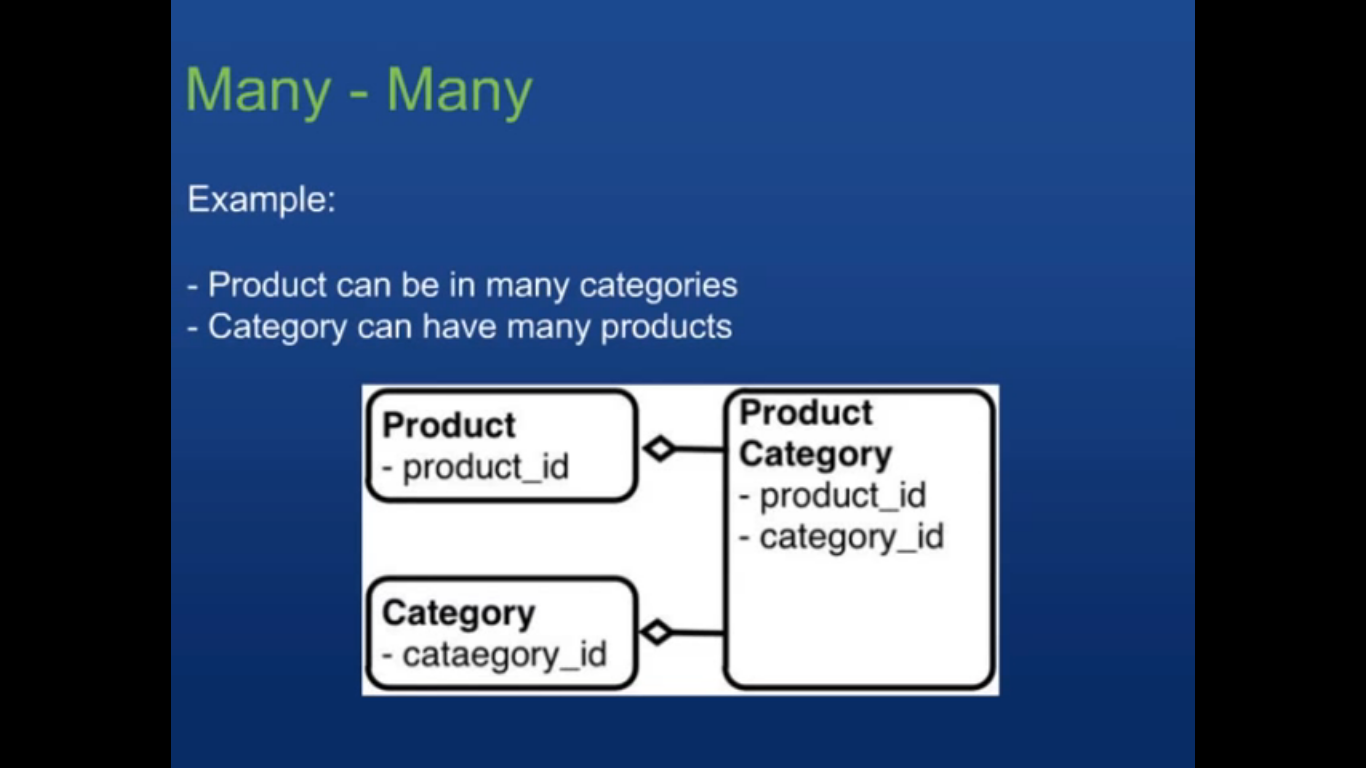 Many - Many
Example:
- Product can be in many categories
- Category can have many products
Product
- product_id
Product
Category
- product_id
- category_id
Category
- cataegory_id